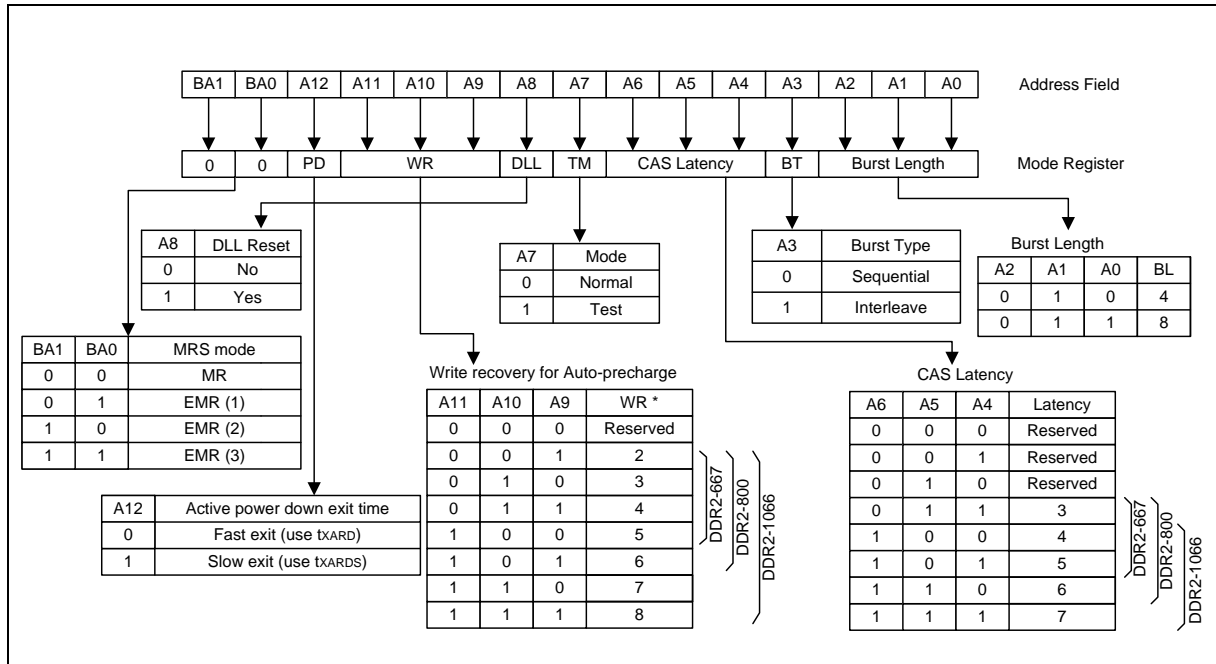 BA1 BA0 A12 A11 A10 A9 A8 A7 A6 A5 A4 A3 A2 A1 A0 Address Field
0 0 PD WR DLL TM CAS Latency BT Burst Length Mode Register
A8 DLL Reset
0 No
1 Yes
A7 Mode
0 Normal
1 Test
A3 Burst Type
0 Sequential
1 Interleave
Burst Length
A2 A1 A0 BL
0 1 0 4
0 1 1 8
BA1 BA0 MRS mode
0 0 MR
0 1 EMR (1)
1 0 EMR (2)
1 1 EMR (3)
A12 Active power down exit time
0 Fast exit (use tXARD)
1 Slow exit (use tXARDS)
Write recovery for Auto-precharge
A11 A10 A9 WR *
0 0 0 Reserved
0 0 1 2
0 1 0 3
0 1 1 4
1 0 0 5
1 0 1 6
1 1 0 7
1 1 1 8
DDR2-667
DDR2-800
DDR2-1066
CAS Latency
A6 A5 A4 Latency
0 0 0 Reserved
0 0 1 Reserved
0 1 0 Reserved
0 1 1 3
1 0 0 4
1 0 1 5
1 1 0 6
1 1 1 7
DDR2-667
DDR2-800
DDR2-1066